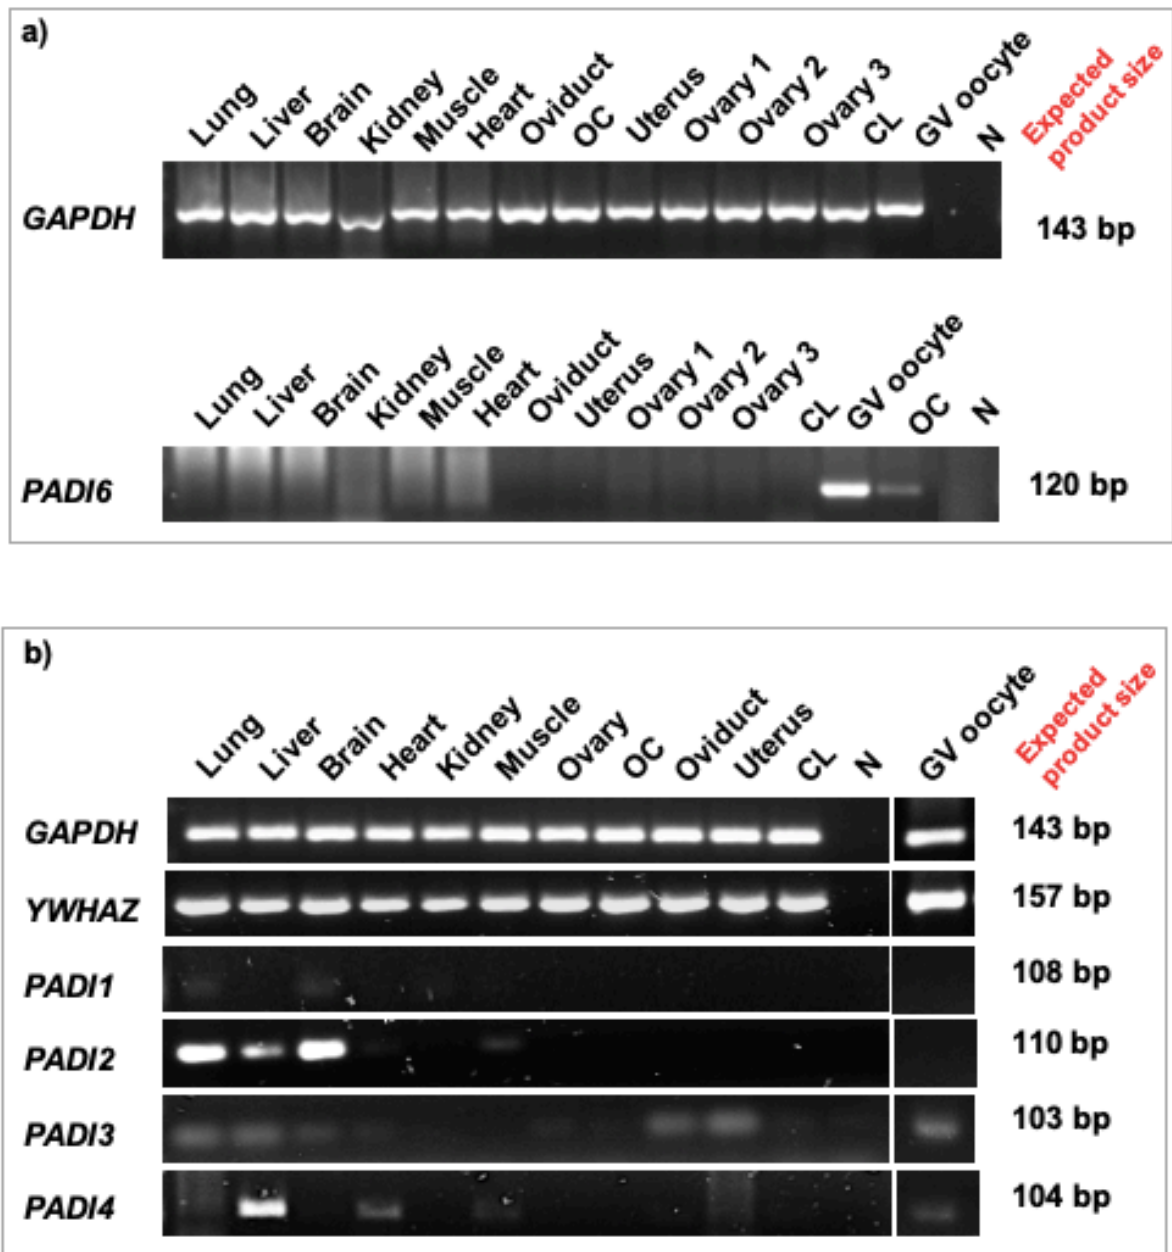 a)
Lung Liver Brain Kidney Muscle Heart Oviduct OC Uterus Ovary 1 Ovary 2 Ovary 3 CL GV oocyte N Expected product size
GAPDH 143 bp
Lung Liver Brain Kidney Muscle Heart Oviduct Uterus Ovary 1 Ovary 2 Ovary 3 CL GV oocyte OC N
PADI6 120 bp
b)
Lung Liver Brain Heart Kidney Muscle Ovary OC Oviduct Uterus CL N GV oocyte Expected product size
GAPDH 143 bp
YWHAZ 157 bp
PADI1 108 bp
PADI2 110 bp
PADI3 103 bp
PADI4 104 bp